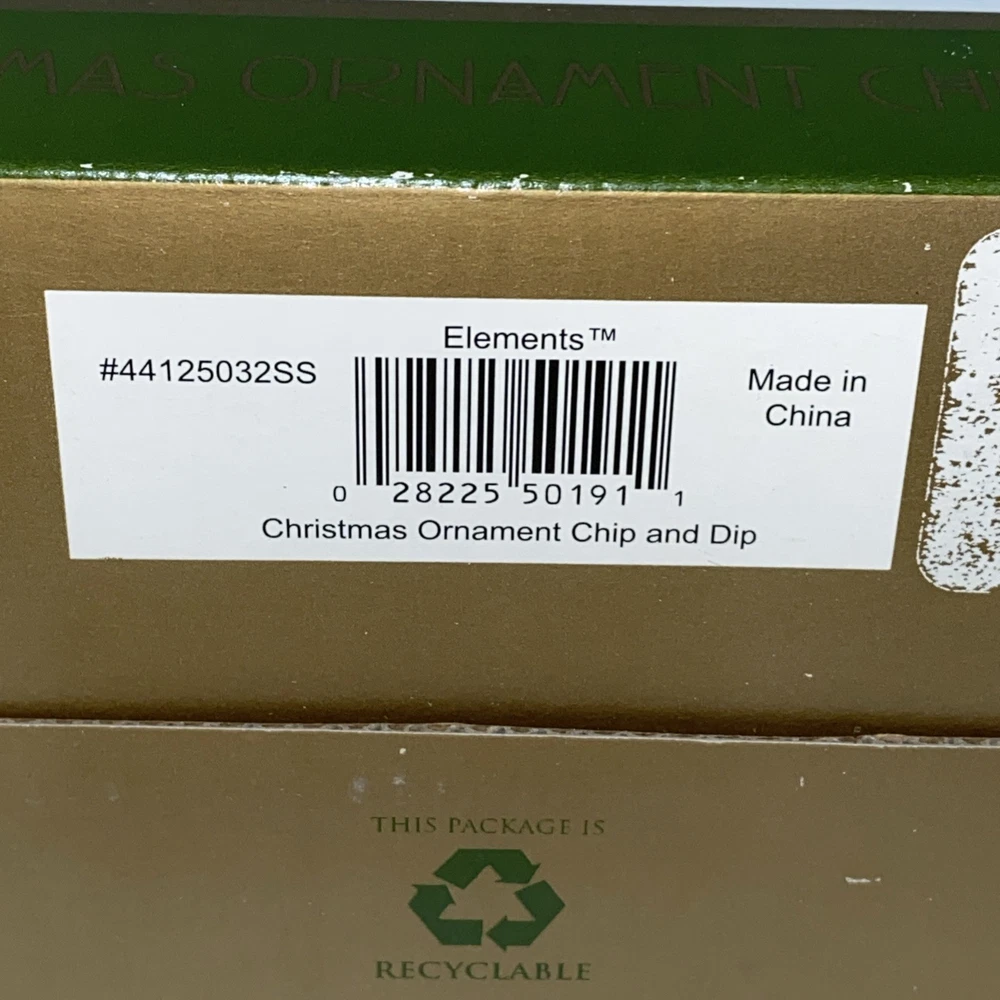 MAS ORNAMENT CH
Elements™
#44125032SS
Made in
China
0 28225 50191 1
Christmas Ornament Chip and Dip
THIS PACKAGE IS
RECYCLABLE